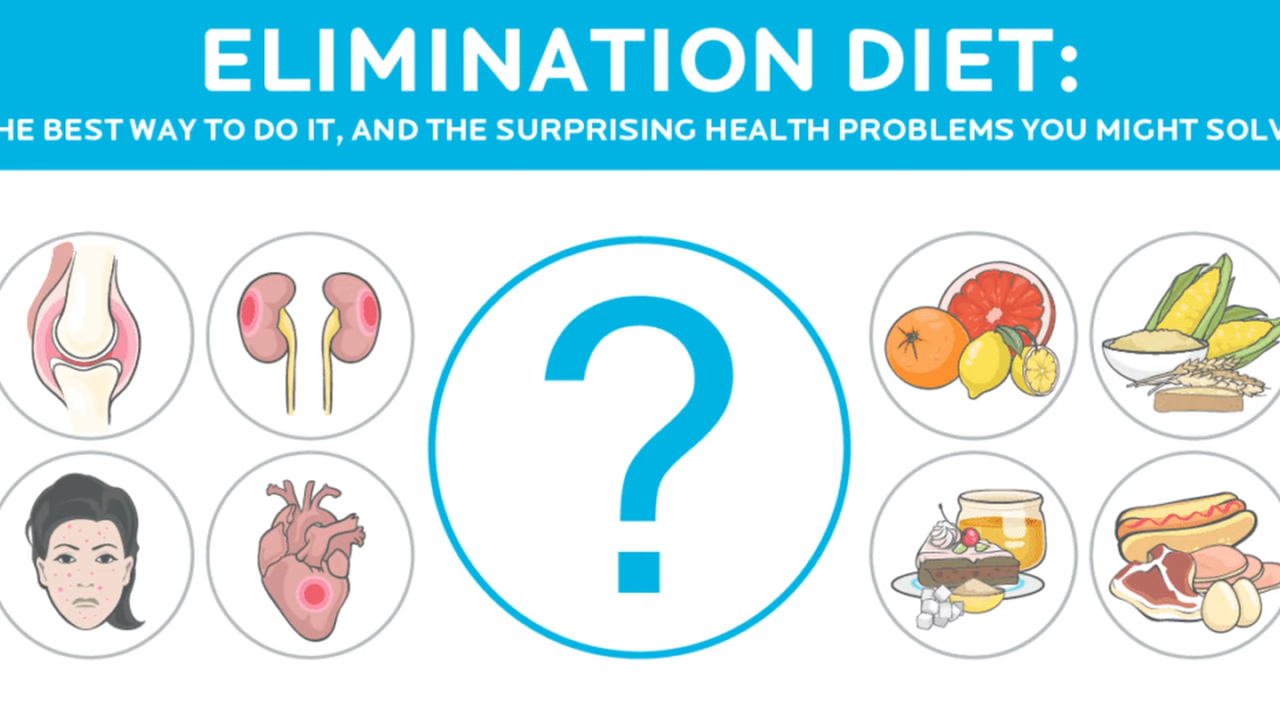 ELIMINATION DIET:
HE BEST WAY TO DO IT, AND THE SURPRISING HEALTH PROBLEMS YOU MIGHT SOLV
?